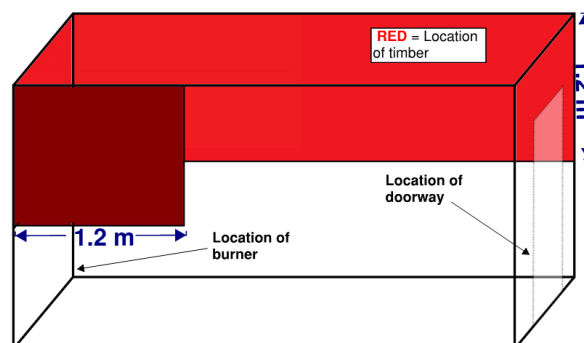 RED = Location
of timber
Location of
doorway
1.2 m
Location of
burner